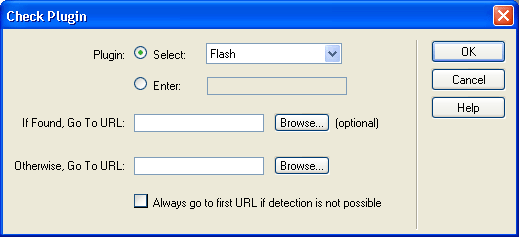 Check Plugin
Plugin: Select: Flash
OK
Enter:
Cancel
Help
If Found, Go To URL: Browse... (optional)
Otherwise, Go To URL: Browse...
Always go to first URL if detection is not possible